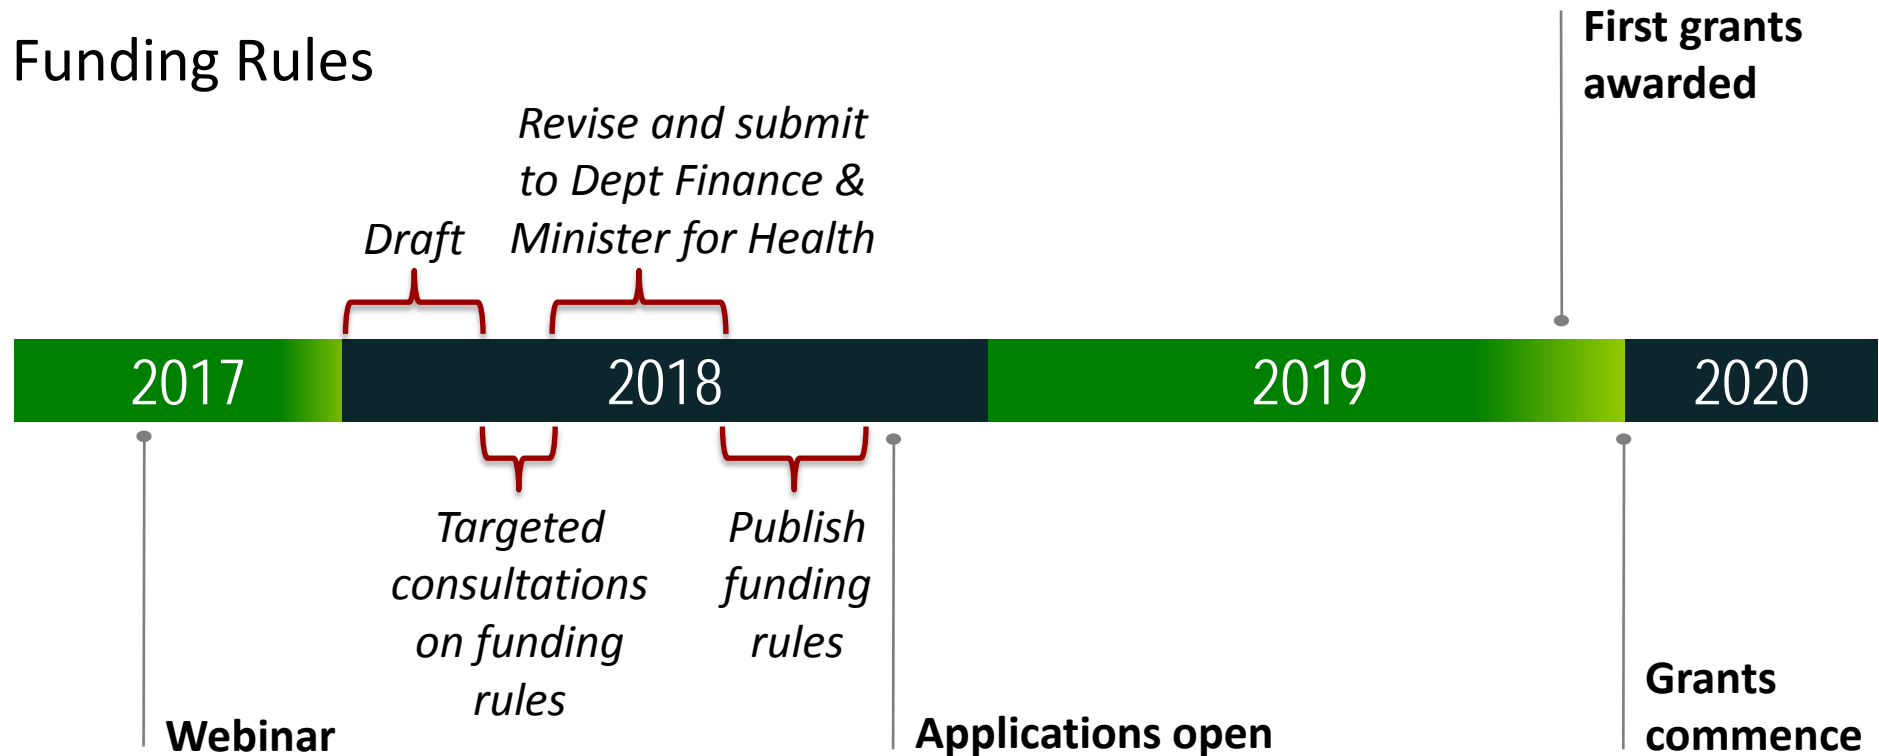 Funding Rules
First grants
awarded
Revise and submit
to Dept Finance &
Minister for Health
Draft
2017
2018
2019
2020
Targeted
consultations
on funding
rules
Publish
funding
rules
Webinar
Applications open
Grants
commence